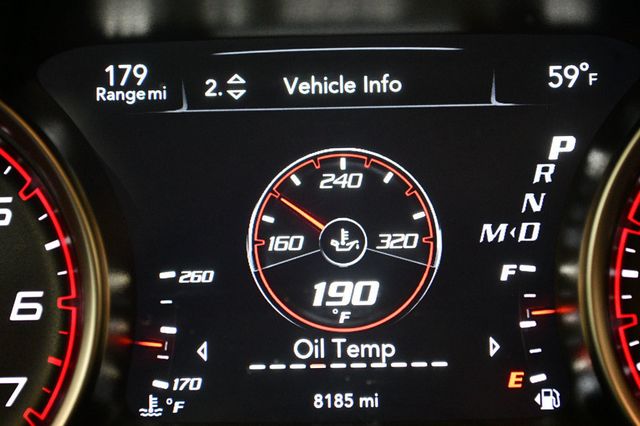 179
Range mi
2.
Vehicle Info
59°F
240
160
320
190
°F
Oil Temp
8185 mi
260
170
°F
P
R
N
M◁D
F
E
5
6
7